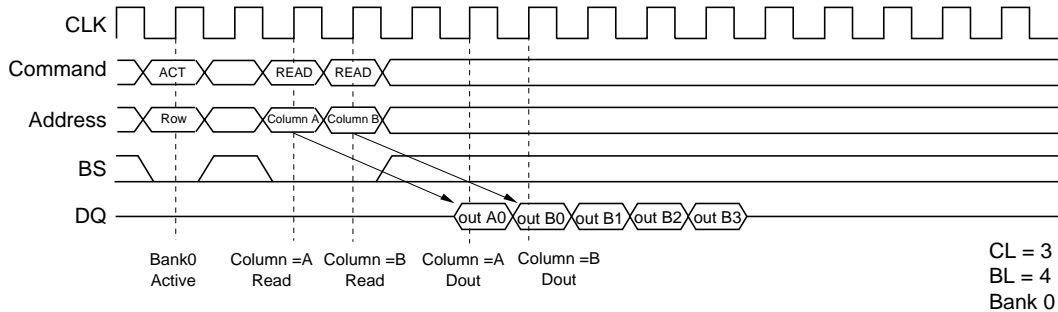 CLK
Command ACT READ READ
Address Row Column A Column B
BS
DQ out A0 out B0 out B1 out B2 out B3
Bank0 Column =A Column =B Column =A Column =B
Active Read Read Dout Dout
CL = 3
BL = 4
Bank 0